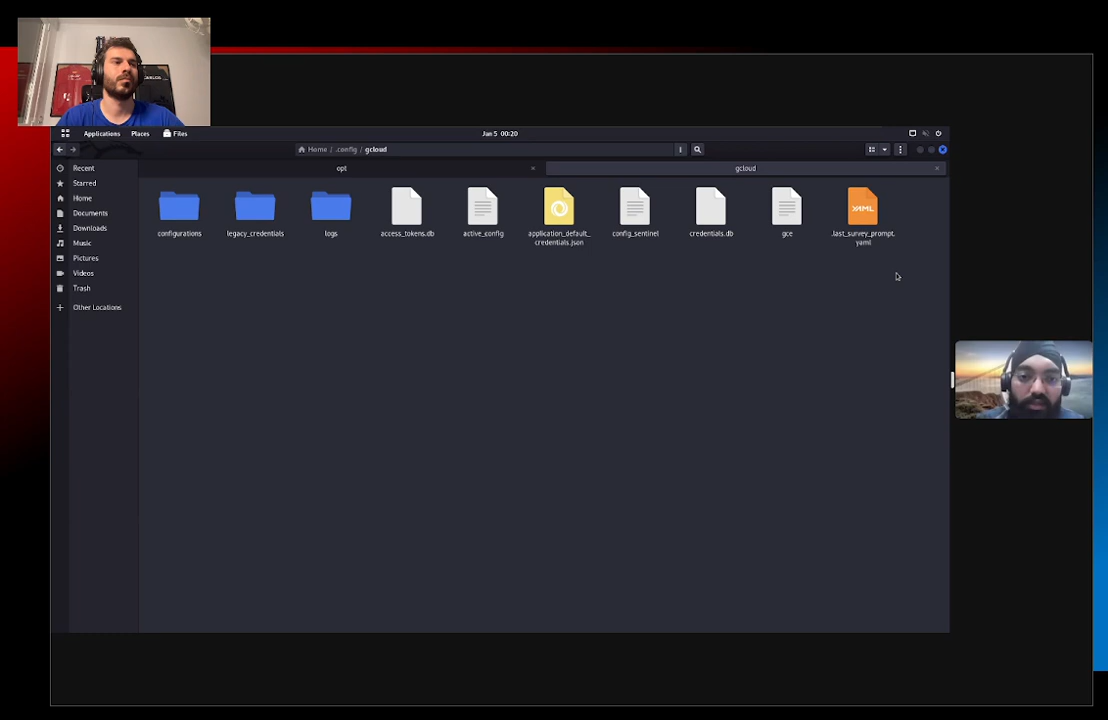 Applications Places Files Jan 5 00:20
Home / .config / gcloud
opt gcloud
Recent
Starred
Home
Documents
Downloads
Music
Pictures
Videos
Trash
Other Locations
configurations
legacy_credentials
logs
access_tokens.db
active_config
application_default_
credentials.json
config_sentinel
credentials.db
gce
YAML
.last_survey_prompt.
yaml